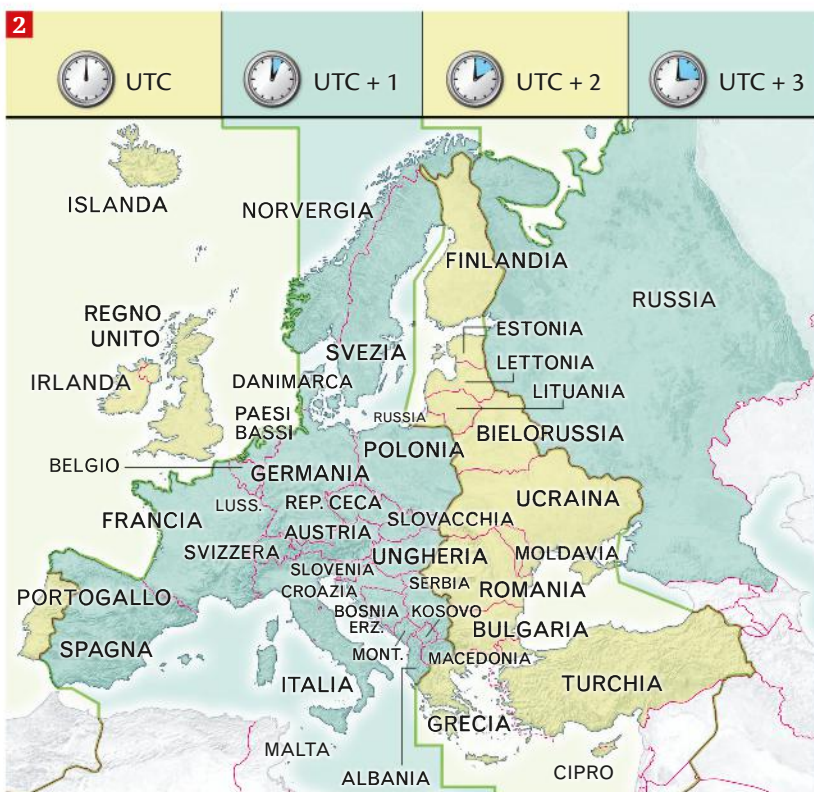 2
UTC
UTC + 1
UTC + 2
UTC + 3
ISLANDA
NORVERGIA
FINLANDIA
RUSSIA
REGNO
UNITO
ESTONIA
SVEZIA
LETTONIA
IRLANDA
DANIMARCA
LITUANIA
PAESI
BASSI
RUSSIA
BIELORUSSIA
POLONIA
BELGIO
GERMANIA
UCRAINA
LUSS.
REP. CECA
FRANCIA
SLOVACCHIA
AUSTRIA
SVIZZERA
UNGHERIA
MOLDAVIA
SLOVENIA
SERBIA
ROMANIA
PORTOGALLO
CROAZIA
BOSNIA
ERZ.
KOSOVO
BULGARIA
SPAGNA
MONT.
MACEDONIA
ITALIA
TURCHIA
GRECIA
MALTA
ALBANIA
CIPRO